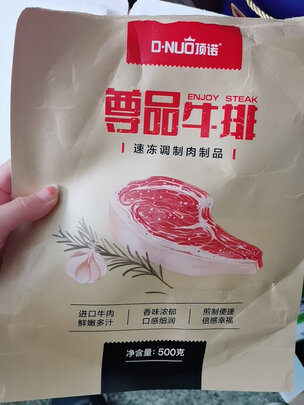 D·NUO顶诺
ENJOY STEAK
尊品牛排
速冻调制肉制品
进口牛肉 香味浓郁 煎制便捷
鲜嫩多汁 口感细润 倍感幸福
净含量：500克